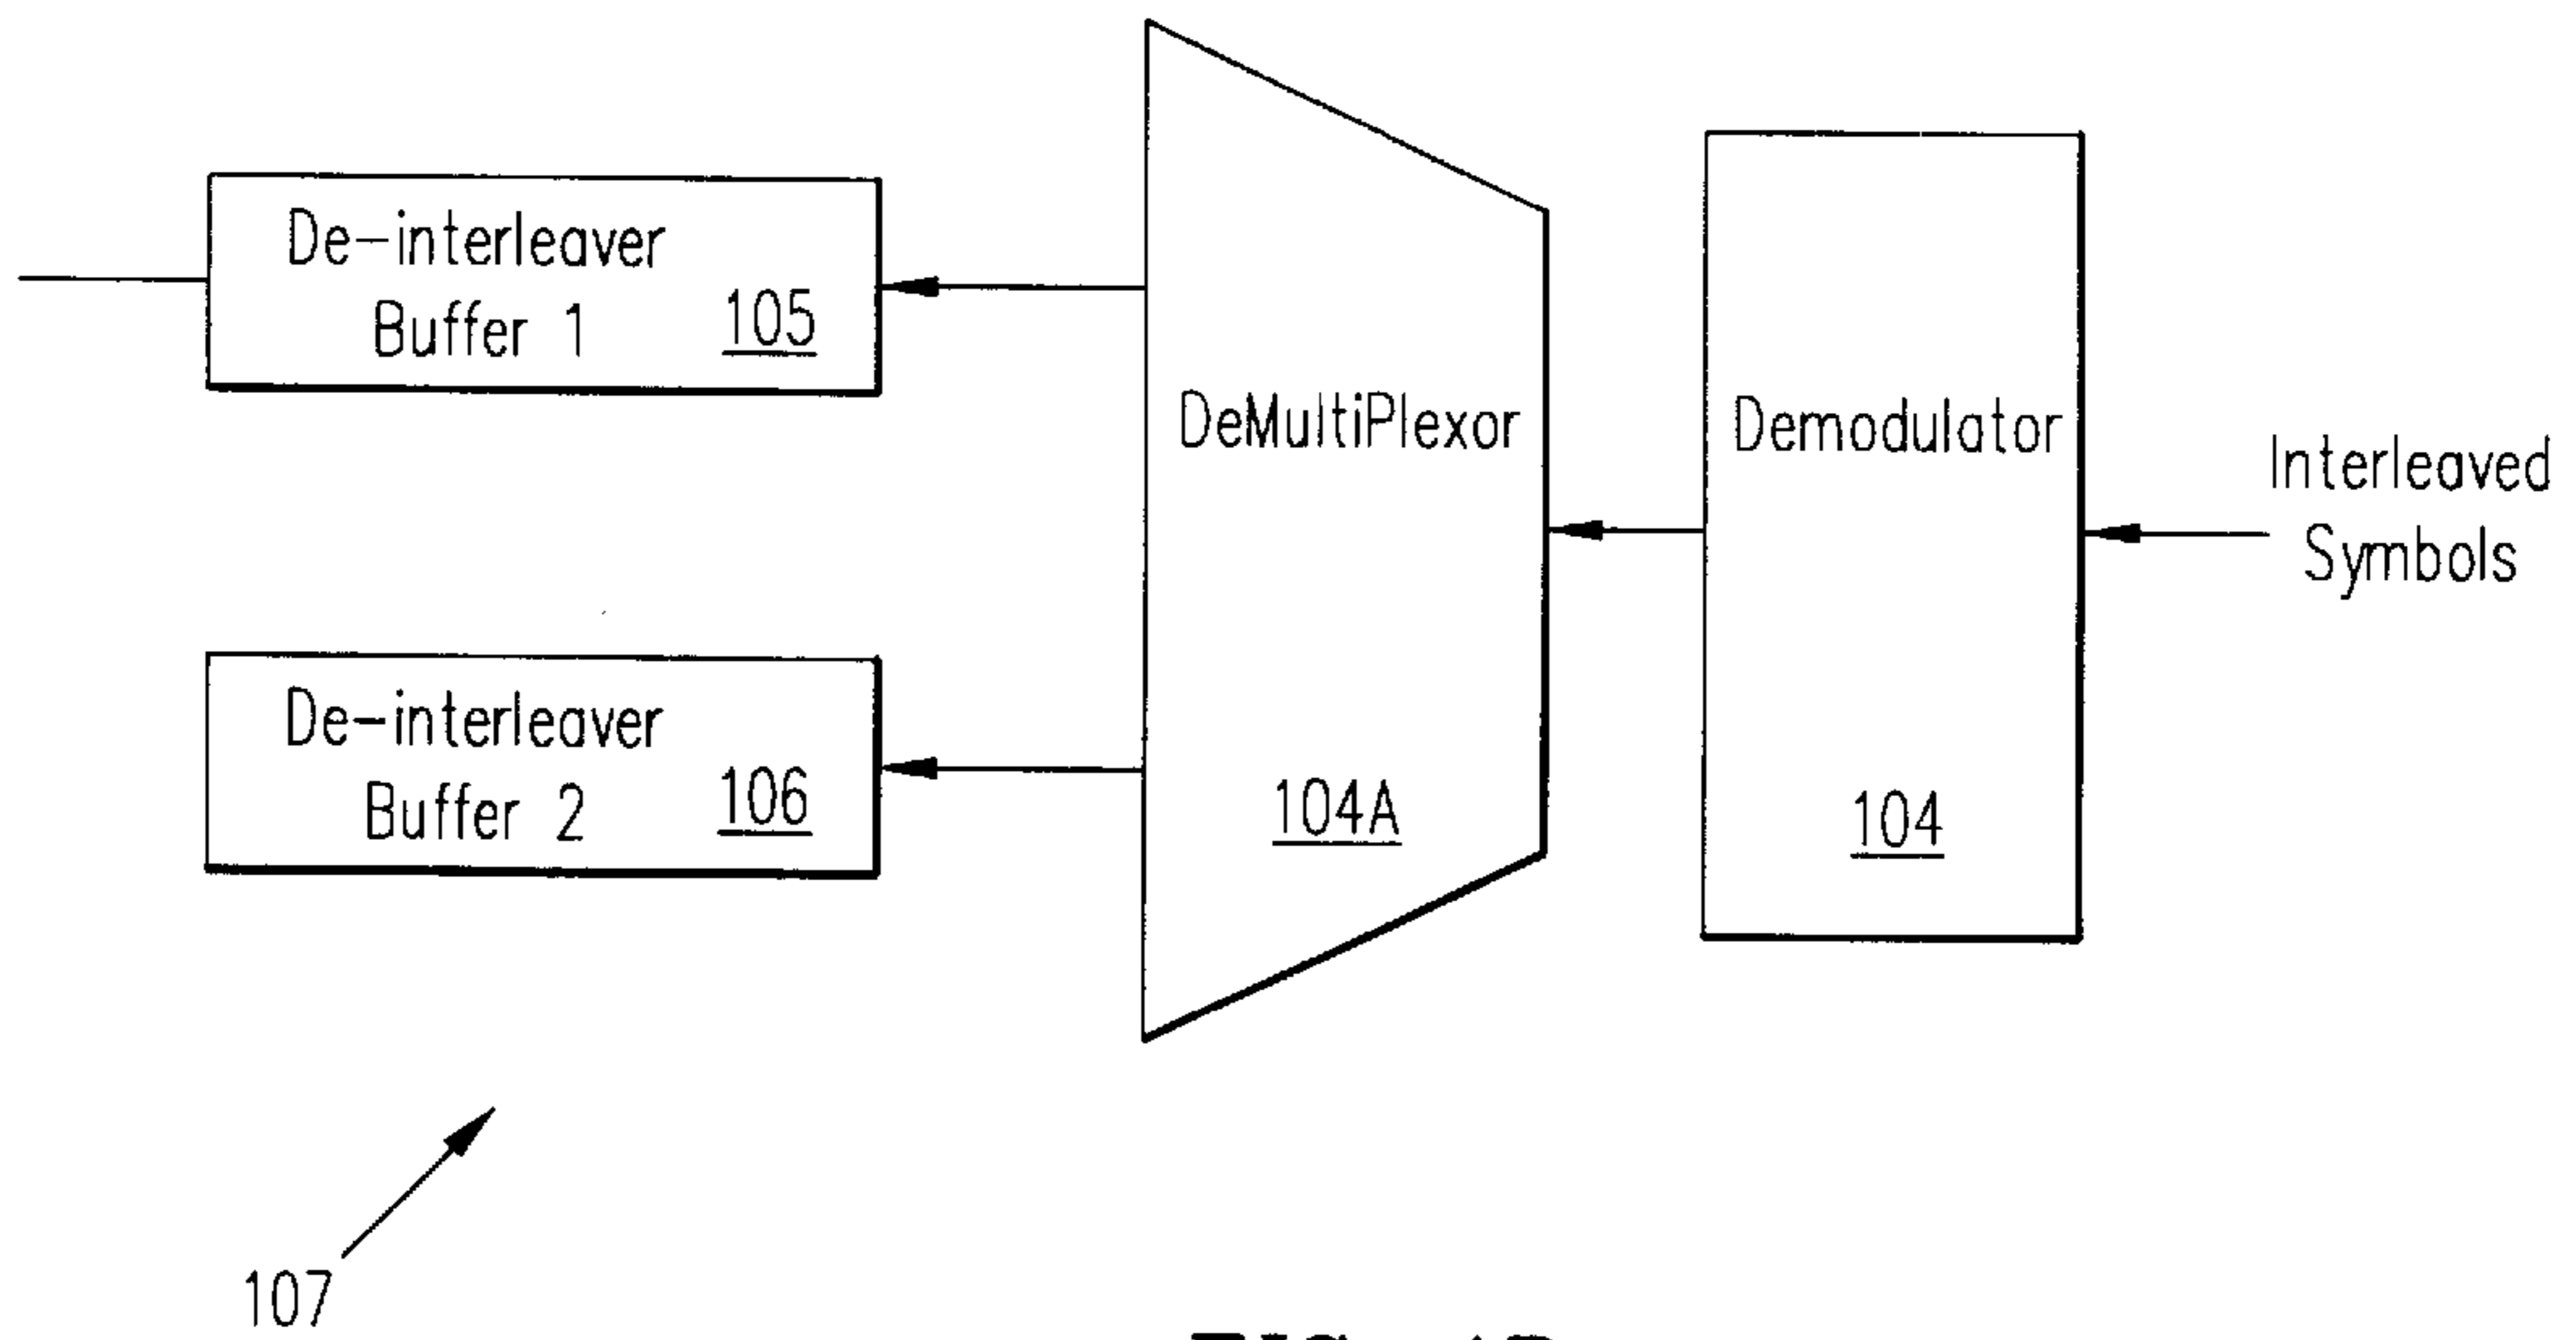 De-interleaver
Buffer 1 105
De-interleaver
Buffer 2 106
DeMultiPlexor
104A
Demodulator
104
Interleaved
Symbols
107